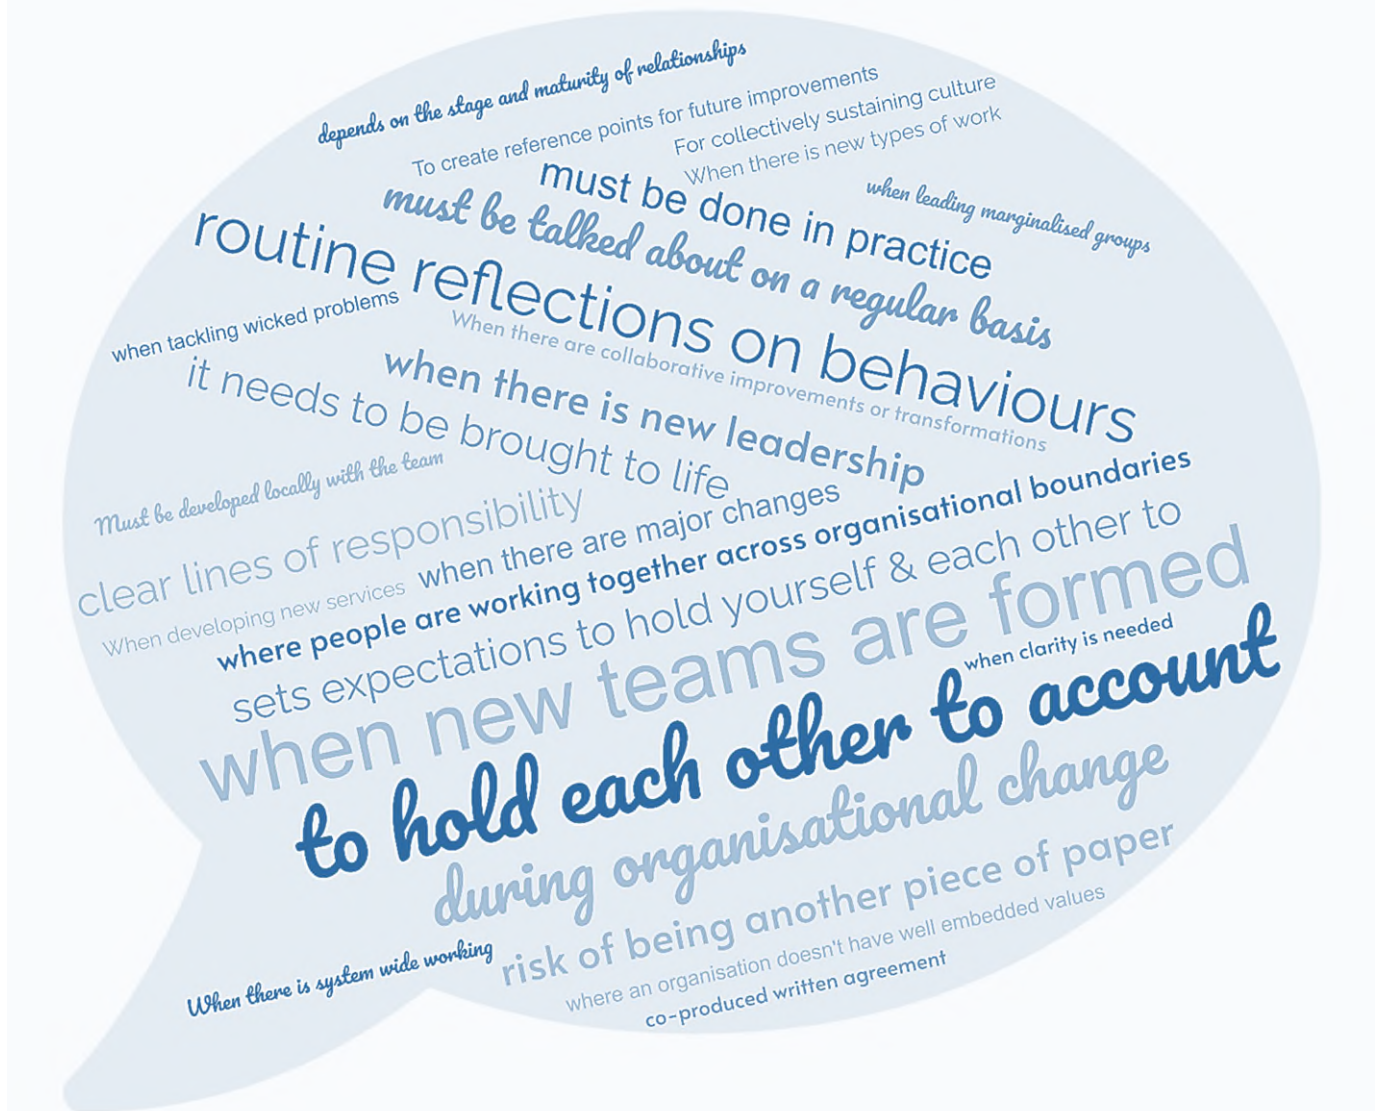 depends on the stage and maturity of relationships
To create reference points for future improvements
For collectively sustaining culture
When there is new types of work
when leading marginalised groups
must be done in practice
must be talked about on a regular basis
routine reflections on behaviours
when tackling wicked problems
When there are collaborative improvements or transformations
when there is new leadership
it needs to be brought to life
Must be developed locally with the team
clear lines of responsibility
when there are major changes
When developing new services
where people are working together across organisational boundaries
sets expectations to hold yourself & each other to
when new teams are formed
when clarity is needed
to hold each other to account
during organisational change
risk of being another piece of paper
When there is system wide working
where an organisation doesn't have well embedded values
co-produced written agreement